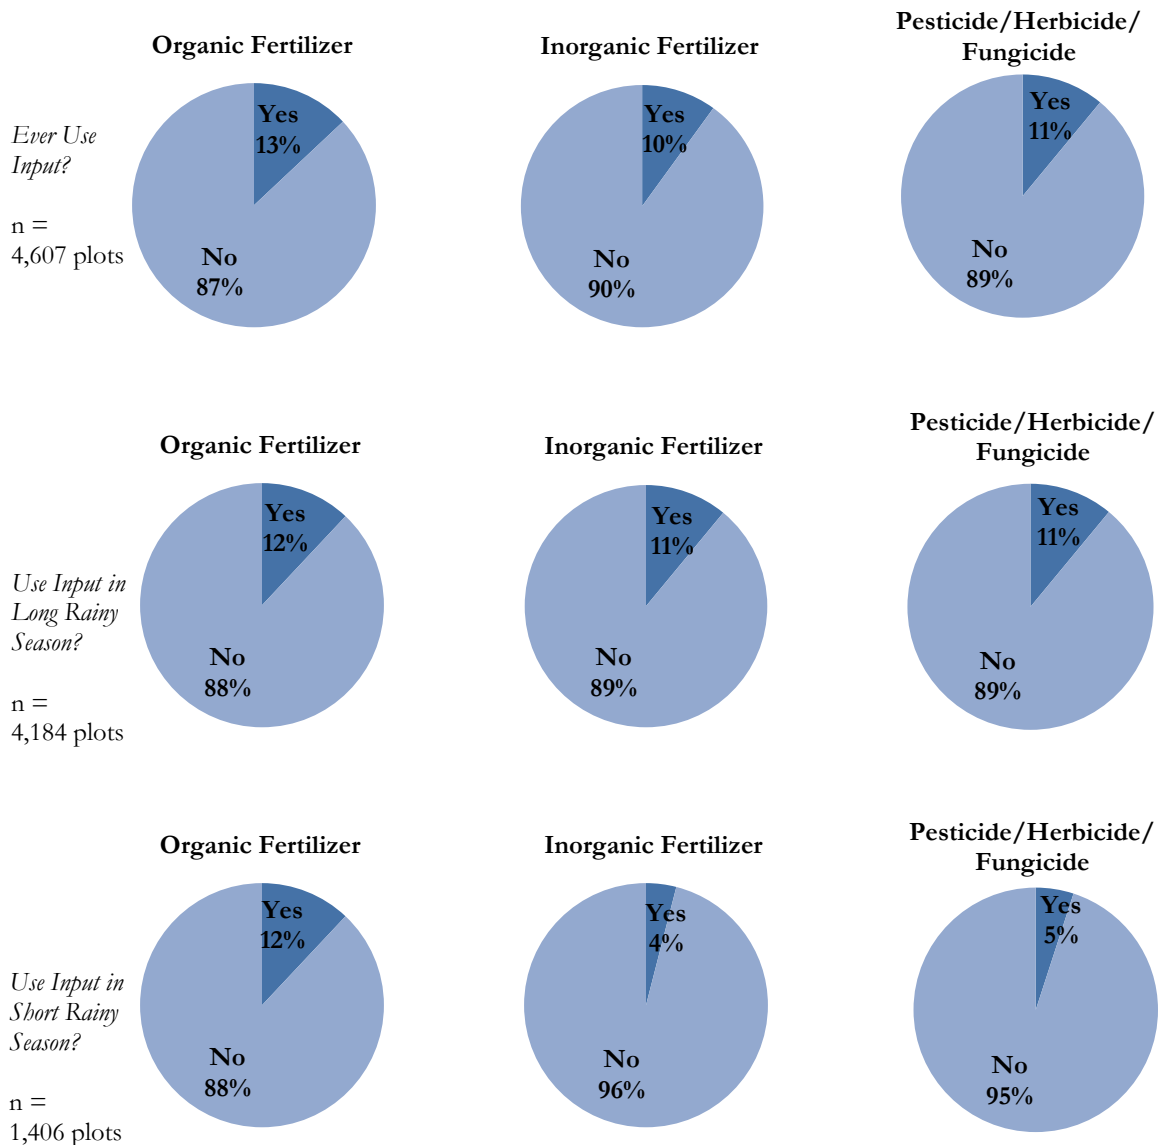 Organic Fertilizer
Inorganic Fertilizer
Pesticide/Herbicide/
Fungicide
Ever Use
Input?
n =
4,607 plots
Yes
13%
No
87%
Yes
10%
No
90%
Yes
11%
No
89%
Organic Fertilizer
Inorganic Fertilizer
Pesticide/Herbicide/
Fungicide
Use Input in
Long Rainy
Season?
n =
4,184 plots
Yes
12%
No
88%
Yes
11%
No
89%
Yes
11%
No
89%
Organic Fertilizer
Inorganic Fertilizer
Pesticide/Herbicide/
Fungicide
Use Input in
Short Rainy
Season?
n =
1,406 plots
Yes
12%
No
88%
Yes
4%
No
96%
Yes
5%
No
95%